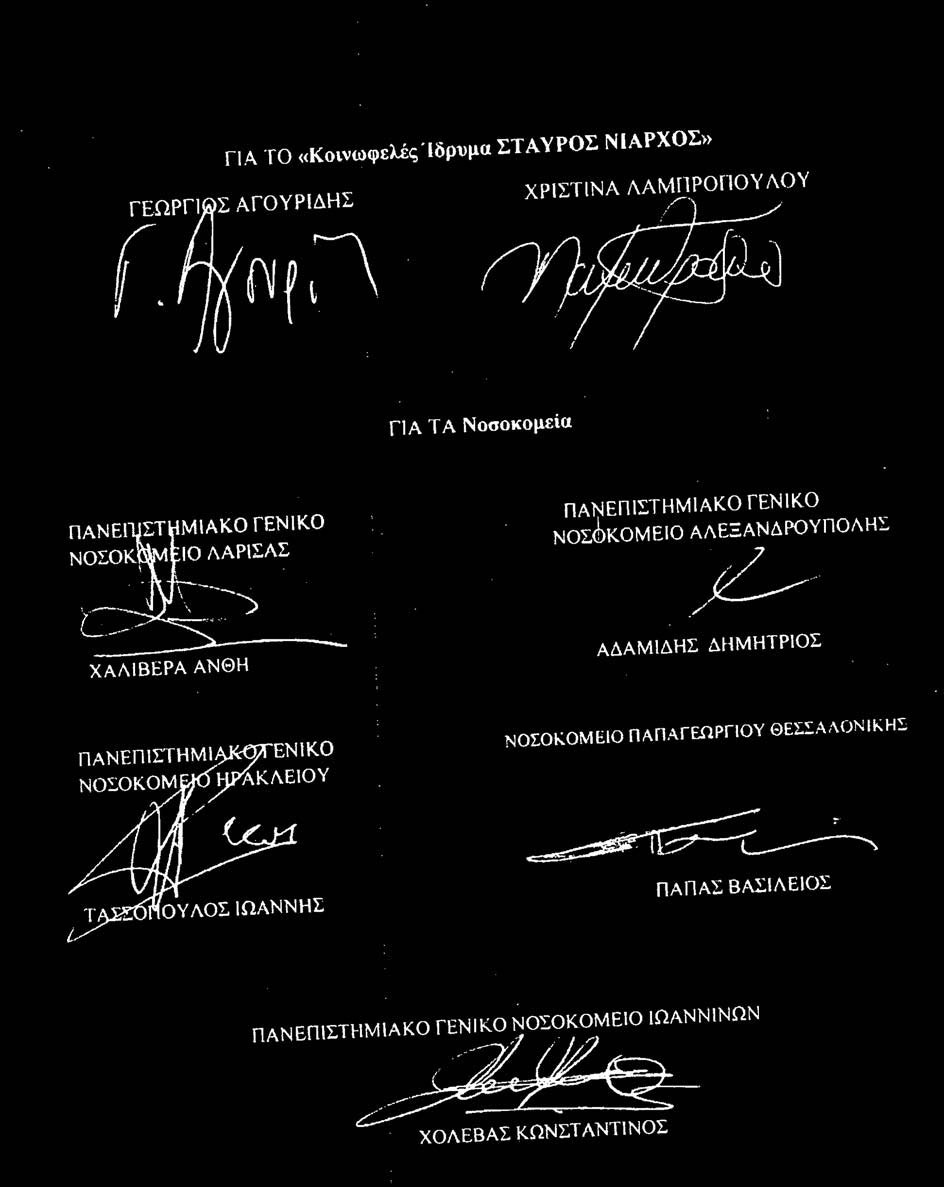 ΓΙΑ ΤΟ «Κοινωφελές Ίδρυμα ΣΤΑΥΡΟΣ ΝΙΑΡΧΟΣ»
ΓΕΩΡΓΙΟΣ ΑΓΟΥΡΙΔΗΣ
ΧΡΙΣΤΙΝΑ ΛΑΜΠΡΟΠΟΥΛΟΥ
Γ. Αγουρι
ΓΙΑ ΤΑ Νοσοκομεία
ΠΑΝΕΠΙΣΤΗΜΙΑΚΟ ΓΕΝΙΚΟ
ΝΟΣΟΚΟΜΕΙΟ ΛΑΡΙΣΑΣ
ΧΑΛΙΒΕΡΑ ΑΝΘΗ
ΠΑΝΕΠΙΣΤΗΜΙΑΚΟ ΓΕΝΙΚΟ
ΝΟΣΟΚΟΜΕΙΟ ΑΛΕΞΑΝΔΡΟΥΠΟΛΗΣ
ΑΔΑΜΙΔΗΣ ΔΗΜΗΤΡΙΟΣ
ΠΑΝΕΠΙΣΤΗΜΙΑΚΟ ΓΕΝΙΚΟ
ΝΟΣΟΚΟΜΕΙΟ ΗΡΑΚΛΕΙΟΥ
ΤΑΣΣΟΠΟΥΛΟΣ ΙΩΑΝΝΗΣ
ΝΟΣΟΚΟΜΕΙΟ ΠΑΠΑΓΕΩΡΓΙΟΥ ΘΕΣΣΑΛΟΝΙΚΗΣ
ΠΑΠΑΣ ΒΑΣΙΛΕΙΟΣ
ΠΑΝΕΠΙΣΤΗΜΙΑΚΟ ΓΕΝΙΚΟ ΝΟΣΟΚΟΜΕΙΟ ΙΩΑΝΝΙΝΩΝ
ΧΟΛΕΒΑΣ ΚΩΝΣΤΑΝΤΙΝΟΣ